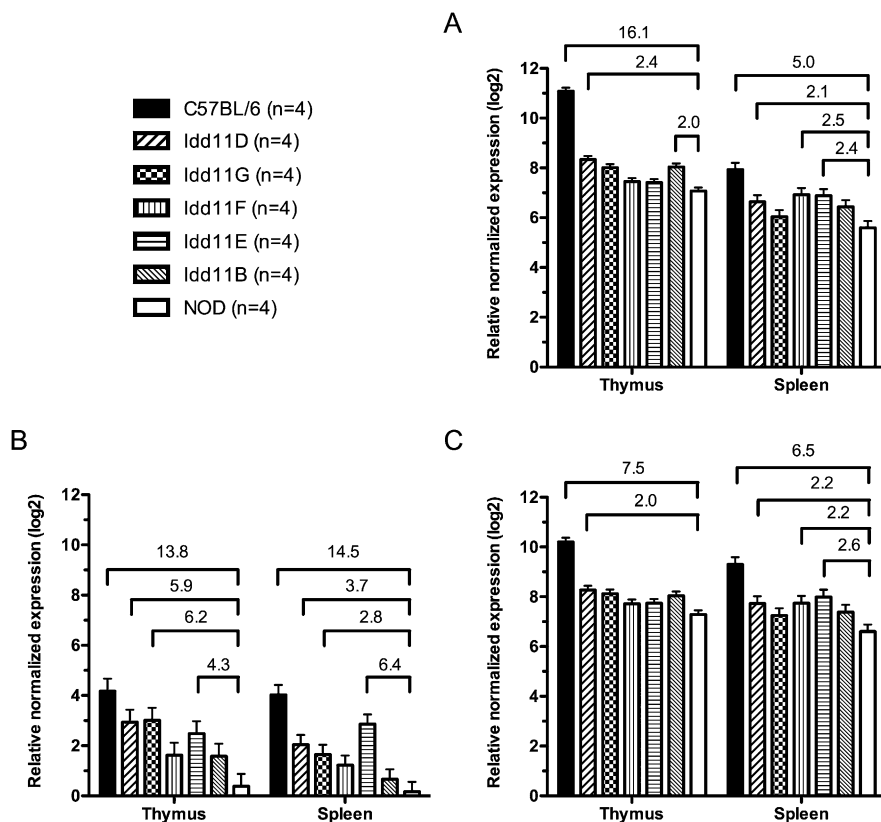 A
C57BL/6 (n=4)
Idd11D (n=4)
Idd11G (n=4)
Idd11F (n=4)
Idd11E (n=4)
Idd11B (n=4)
NOD (n=4)
Relative normalized expression (log2)
12
10
8
6
4
2
0
16.1
2.4
2.0
5.0
2.1
2.5
2.4
Thymus
Spleen
B
Relative normalized expression (log2)
12
10
8
6
4
2
0
13.8
5.9
6.2
4.3
14.5
3.7
2.8
6.4
Thymus
Spleen
C
Relative normalized expression (log2)
12
10
8
6
4
2
0
7.5
2.0
6.5
2.2
2.2
2.6
Thymus
Spleen